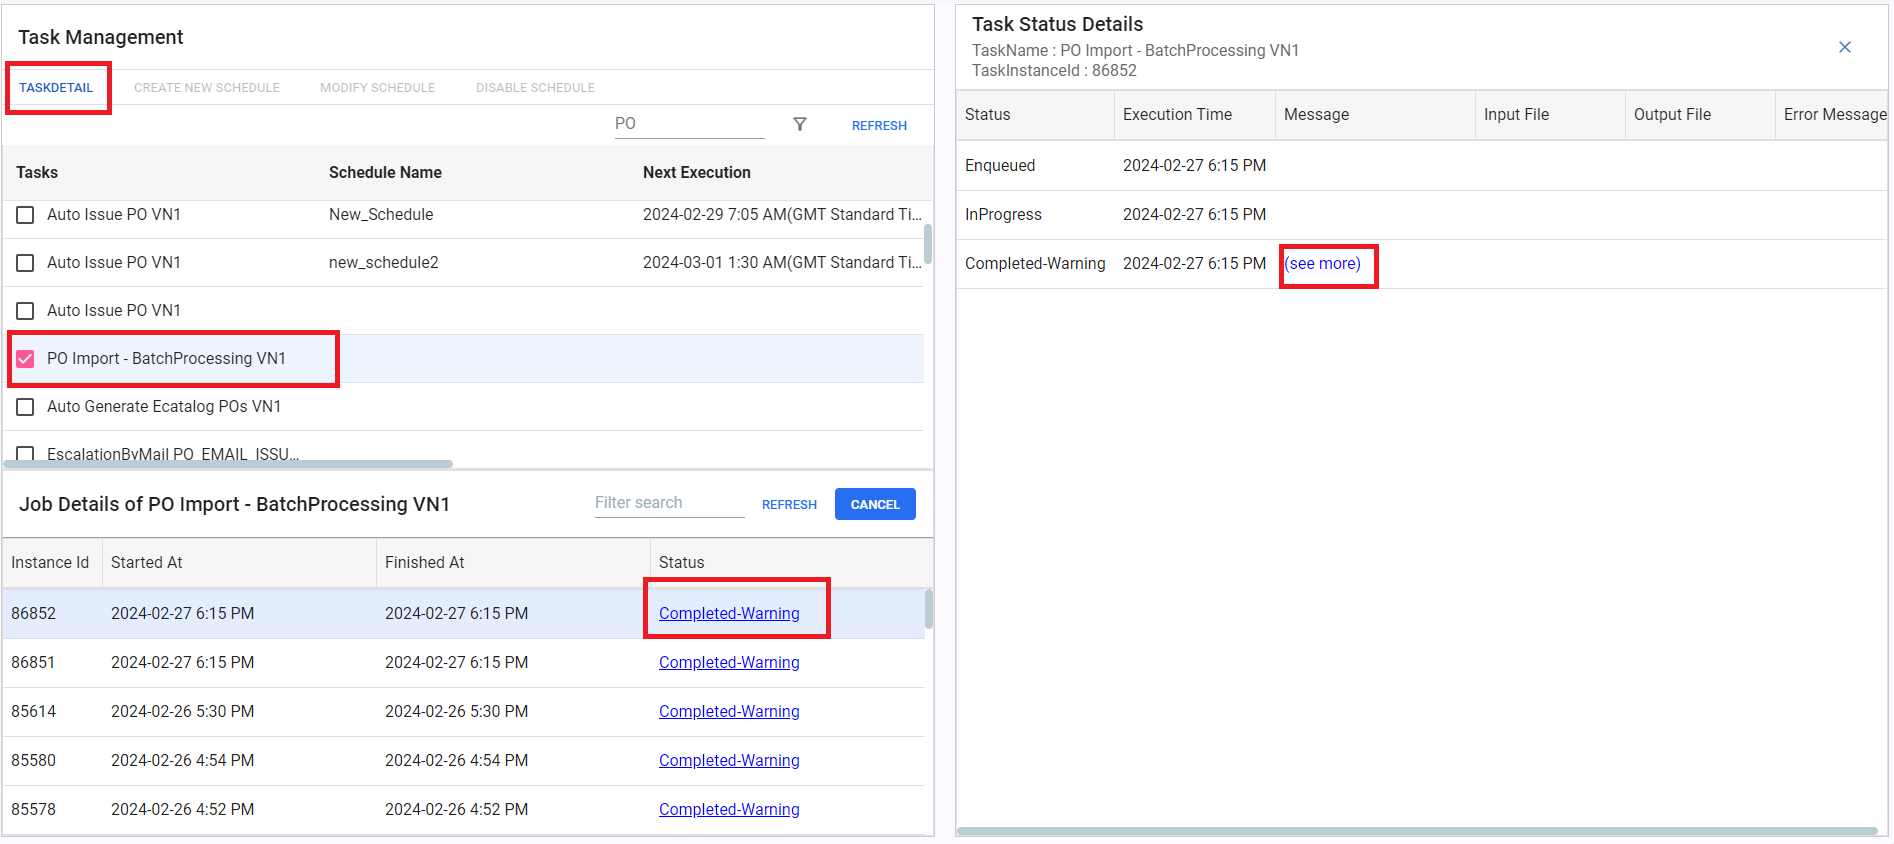 Task Management
TASKDETAIL CREATE NEW SCHEDULE MODIFY SCHEDULE DISABLE SCHEDULE
PO REFRESH
Tasks Schedule Name Next Execution
Auto Issue PO VN1 New_Schedule 2024-02-29 7:05 AM(GMT Standard Ti...
Auto Issue PO VN1 new_schedule2 2024-03-01 1:30 AM(GMT Standard Ti...
Auto Issue PO VN1
PO Import - BatchProcessing VN1
Auto Generate Ecatalog POs VN1
EscalationByMail PO_EMAIL_ISSU...
Job Details of PO Import - BatchProcessing VN1 Filter search REFRESH CANCEL
Instance Id Started At Finished At Status
86852 2024-02-27 6:15 PM 2024-02-27 6:15 PM Completed-Warning
86851 2024-02-27 6:15 PM 2024-02-27 6:15 PM Completed-Warning
85614 2024-02-26 5:30 PM 2024-02-26 5:30 PM Completed-Warning
85580 2024-02-26 4:54 PM 2024-02-26 4:54 PM Completed-Warning
85578 2024-02-26 4:52 PM 2024-02-26 4:52 PM Completed-Warning
Task Status Details
TaskName : PO Import - BatchProcessing VN1
TaskInstanceId : 86852
Status Execution Time Message Input File Output File Error Message
Enqueued 2024-02-27 6:15 PM
InProgress 2024-02-27 6:15 PM
Completed-Warning 2024-02-27 6:15 PM (see more)